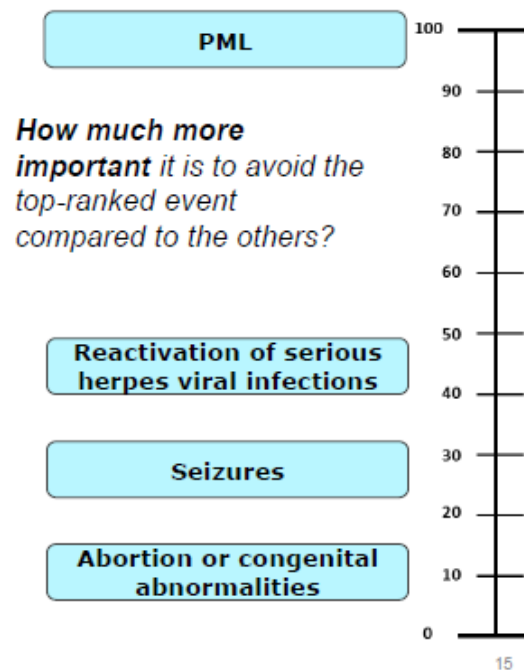 PML
100
90
How much more
important it is to avoid the
top-ranked event
compared to the others?
80
70
60
50
Reactivation of serious
herpes viral infections
40
30
Seizures
20
Abortion or congenital
abnormalities
10
0
15